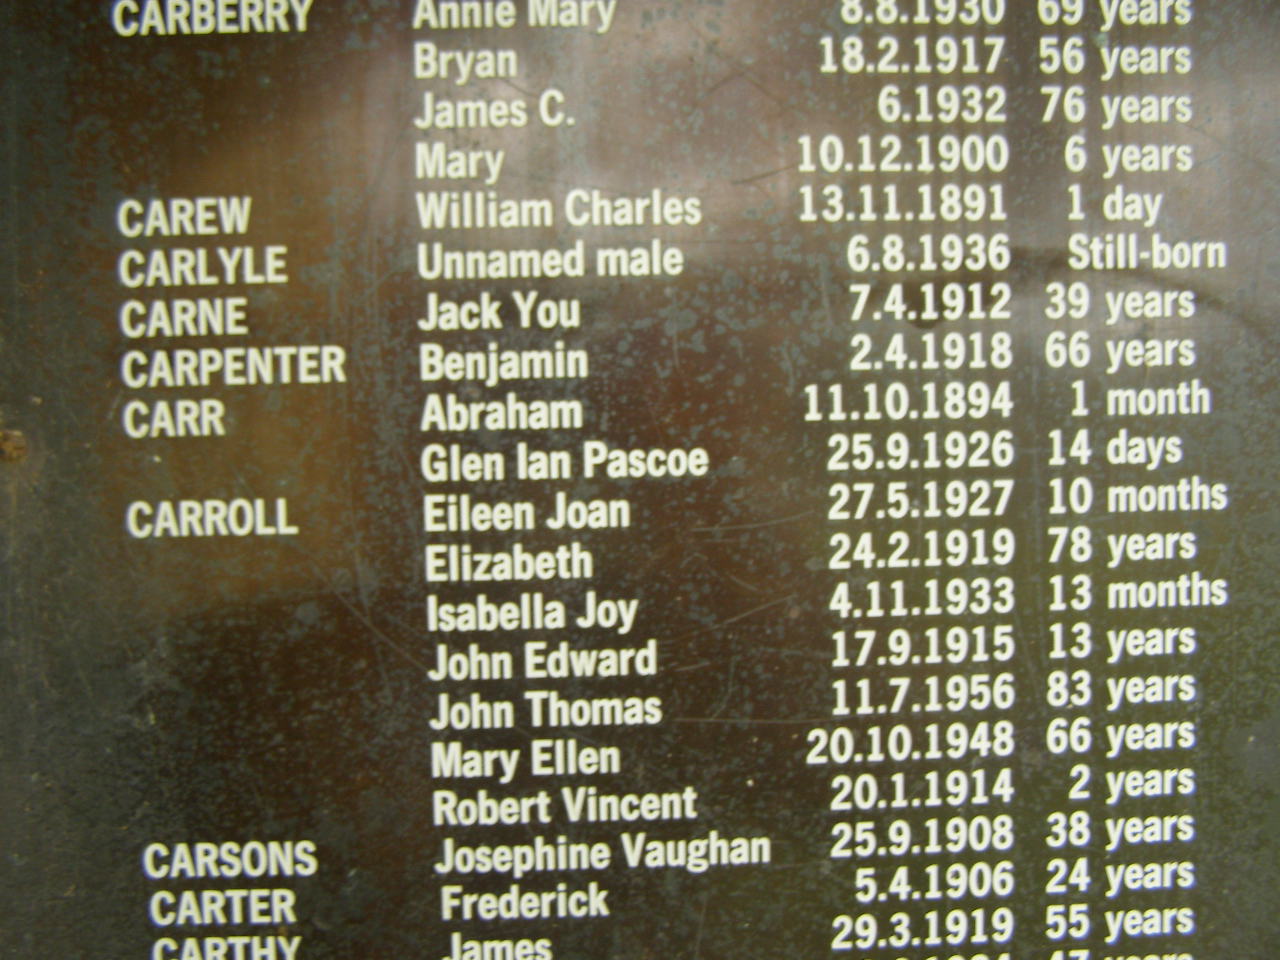 CARBERRY Annie Mary 8.8.1930 69 years
Bryan 18.2.1917 56 years
James C. 6.1932 76 years
Mary 10.12.1900 6 years
CAREW William Charles 13.11.1891 1 day
CARLYLE Unnamed male 6.8.1936 Still-born
CARNE Jack You 7.4.1912 39 years
CARPENTER Benjamin 2.4.1918 66 years
CARR Abraham 11.10.1894 1 month
Glen Ian Pascoe 25.9.1926 14 days
CARROLL Eileen Joan 27.5.1927 10 months
Elizabeth 24.2.1919 78 years
Isabella Joy 4.11.1933 13 months
John Edward 17.9.1915 13 years
John Thomas 11.7.1956 83 years
Mary Ellen 20.10.1948 66 years
Robert Vincent 20.1.1914 2 years
CARSONS Josephine Vaughan 25.9.1908 38 years
CARTER Frederick 5.4.1906 24 years
CARTHY James 29.3.1919 55 years
47 years